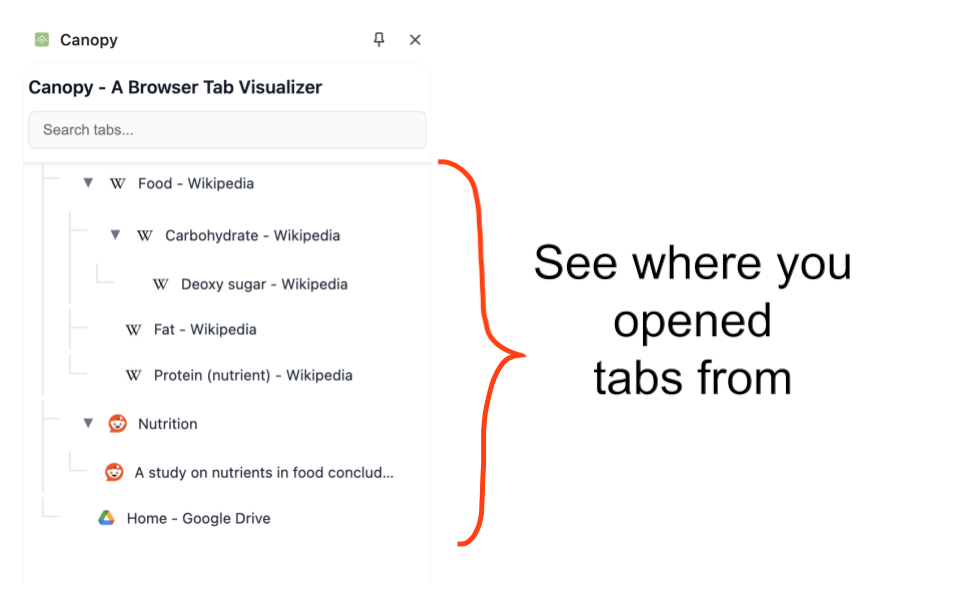 Canopy
Canopy - A Browser Tab Visualizer
Search tabs...
Food - Wikipedia
Carbohydrate - Wikipedia
Deoxy sugar - Wikipedia
Fat - Wikipedia
Protein (nutrient) - Wikipedia
Nutrition
A study on nutrients in food conclud...
Home - Google Drive
See where you
opened
tabs from